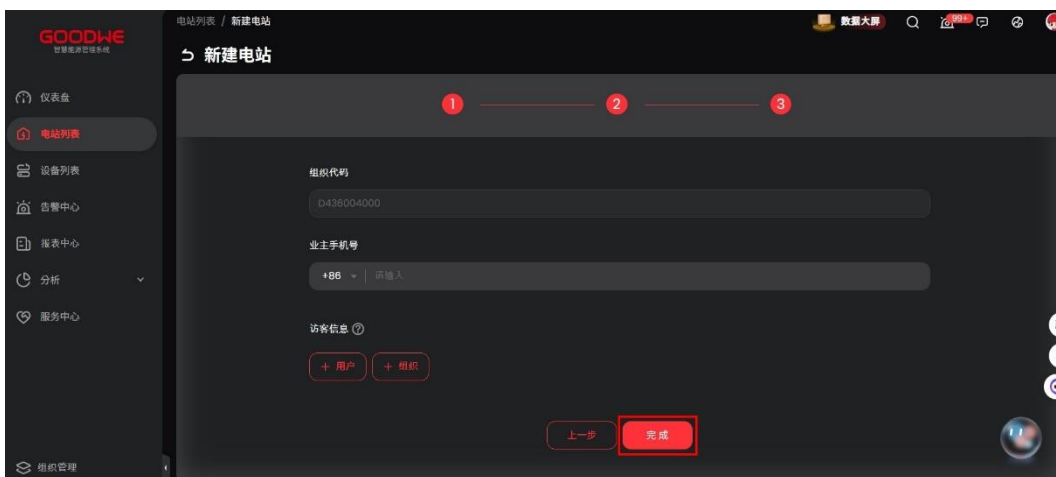 GOODWE
智慧能源管理系统
电站列表 / 新建电站
数据大屏
99+
新建电站
仪表盘
电站列表
设备列表
告警中心
报表中心
分析
服务中心
组织管理
1
2
3
组织代码
D436004000
业主手机号
+86
请输入
访客信息
+ 用户
+ 组织
上一步
完成